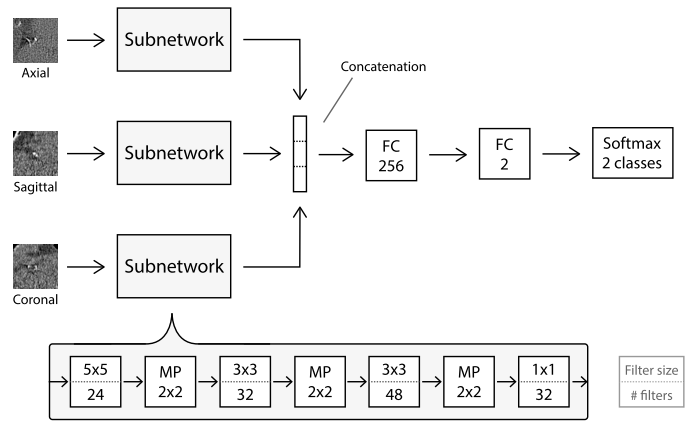 Axial
Subnetwork
Concatenation
Sagittal
Subnetwork
FC
256
FC
2
Softmax
2 classes
Coronal
Subnetwork
5x5
24
MP
2x2
3x3
32
MP
2x2
3x3
48
MP
2x2
1x1
32
Filter size
# filters